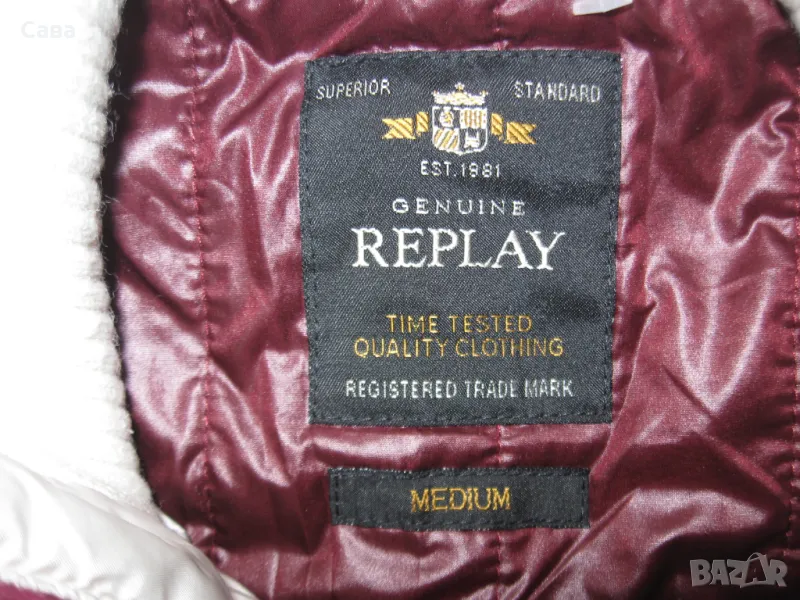 Сава
SUPERIOR STANDARD
EST.1981
GENUINE
REPLAY
TIME TESTED
QUALITY CLOTHING
REGISTERED TRADE MARK
MEDIUM
BAZAR